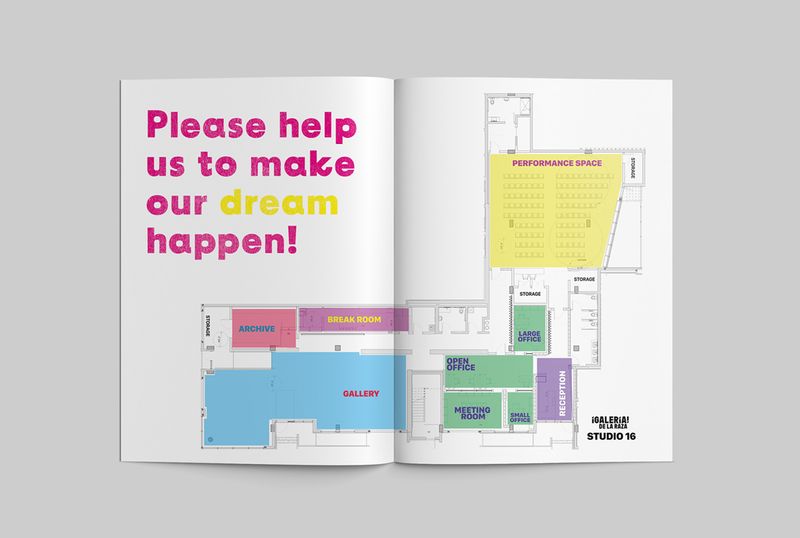 Please help
us to make
our dream
happen!
PERFORMANCE SPACE
STORAGE
STORAGE
STORAGE
LARGE
OFFICE
STORAGE
ARCHIVE
BREAK ROOM
OPEN
OFFICE
GALLERY
MEETING
ROOM
SMALL
OFFICE
RECEPTION
¡GALERíA!
DE LA RAZA
STUDIO 16